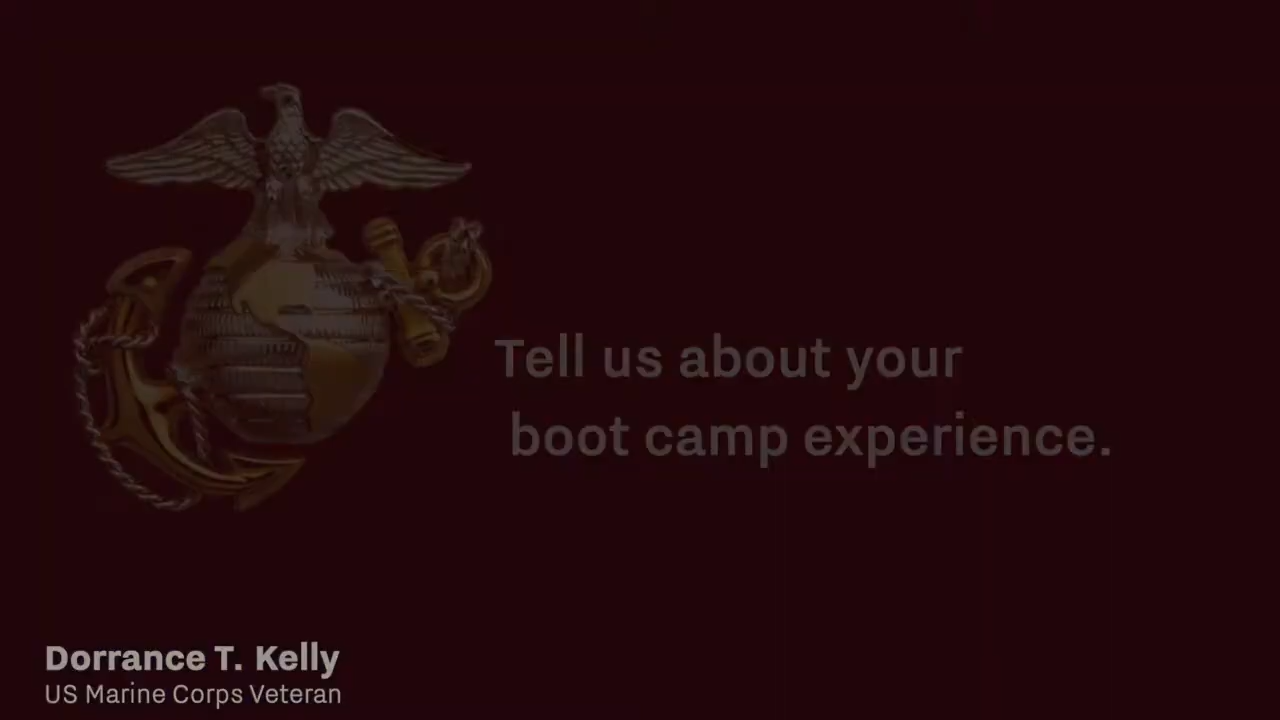 Tell us about your
boot camp experience.
Dorrance T. Kelly
US Marine Corps Veteran